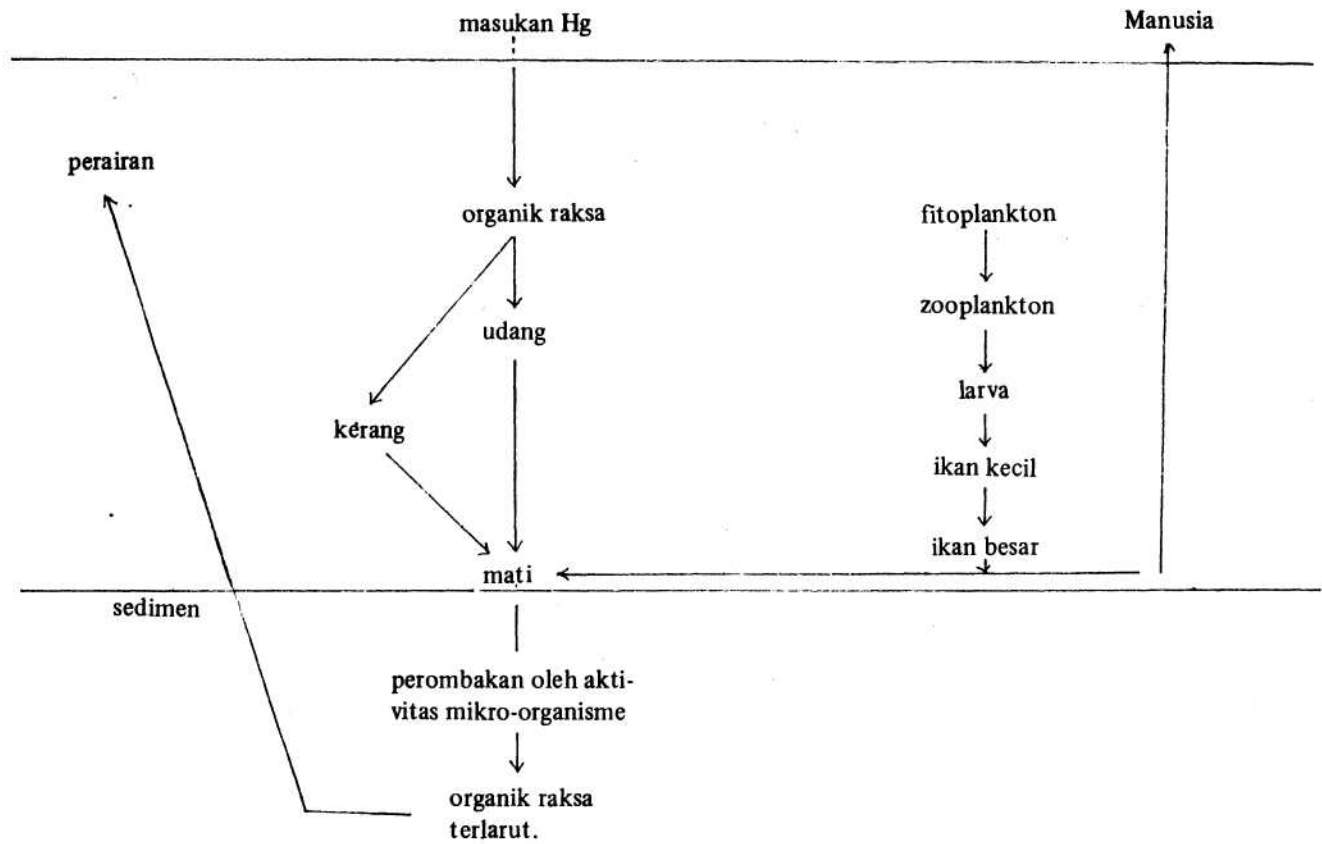 masukan Hg
Manusia
perairan
organik raksa
fitoplankton
udang
zooplankton
kerang
larva
ikan kecil
ikan besar
mati
sedimen
perombakan oleh akti-
vitas mikro-organisme
organik raksa
terlarut.